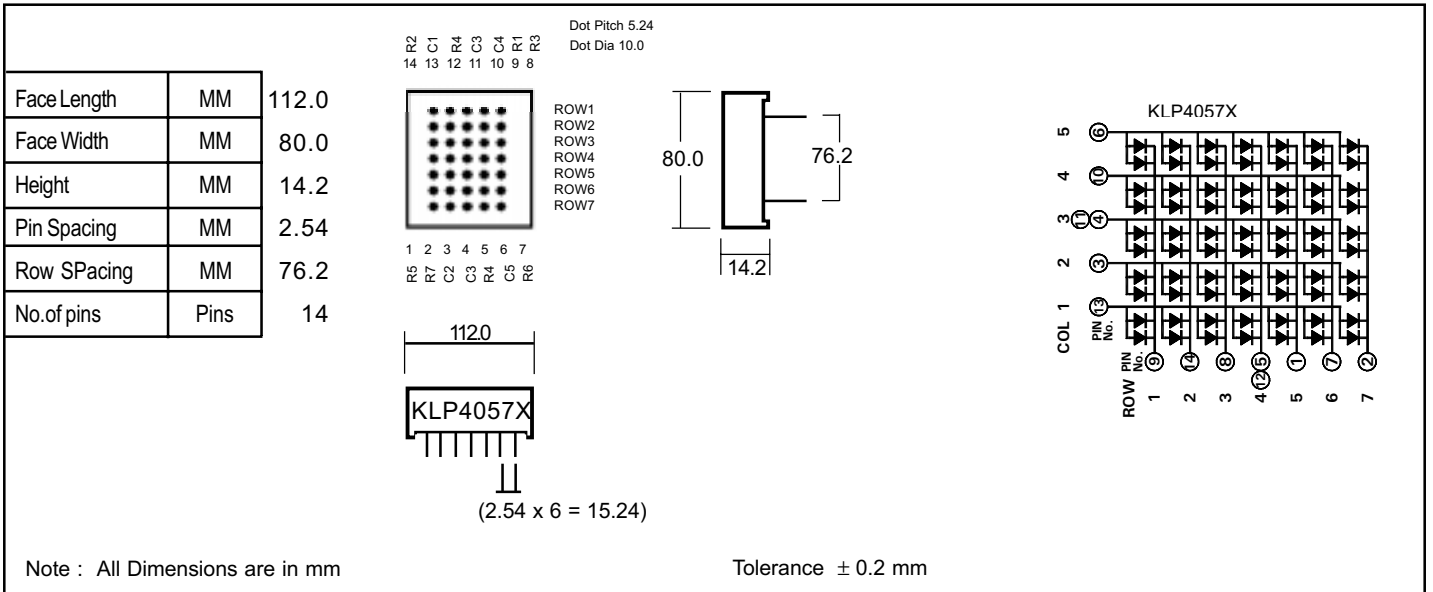 Dot Pitch 5.24
Dot Dia 10.0
R2 C1 R4 C3 C4 R1 R3
14 13 12 11 10 9 8
Face Length MM 112.0
Face Width MM 80.0
Height MM 14.2
Pin Spacing MM 2.54
Row SPacing MM 76.2
No.of pins Pins 14
ROW1
ROW2
ROW3
ROW4
ROW5
ROW6
ROW7
1 2 3 4 5 6 7
R5 R7 C2 C3 R4 C5 R6
80.0
76.2
14.2
112.0
KLP4057X
(2.54 x 6 = 15.24)
KLP4057X
5 6
4 10
3 11 4
2 3
COL 1 13
PIN No.
PIN No. 9 14 8 12 5 1 7 2
ROW 1 2 3 4 5 6 7
Note : All Dimensions are in mm
Tolerance ± 0.2 mm